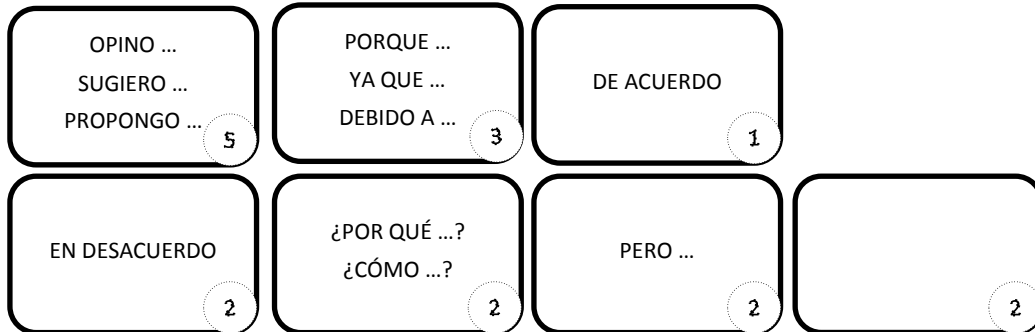 OPINO ...
SUGIERO ...
PROPONGO ...
5
PORQUE ...
YA QUE ...
DEBIDO A ...
3
DE ACUERDO
1
EN DESACUERDO
2
¿POR QUÉ ...?
¿CÓMO ...?
2
PERO ...
2
2